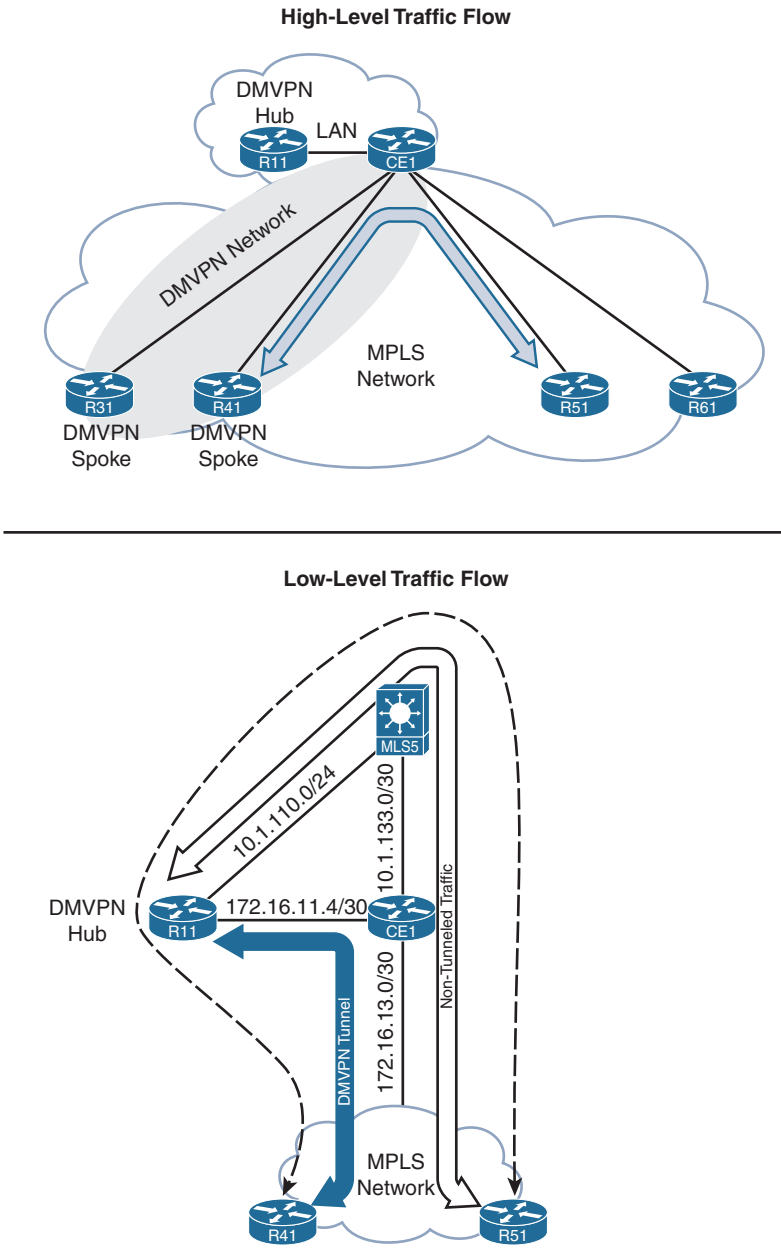 High-Level Traffic Flow
DMVPN
Hub
LAN
R11
CE1
DMVPN Network
MPLS
Network
R31
R41
R51
R61
DMVPN
Spoke
DMVPN
Spoke
Low-Level Traffic Flow
MLS5
10.1.110.0/24
10.1.133.0/30
DMVPN
Hub
R11
172.16.11.4/30
CE1
Non-Tunneled Traffic
172.16.13.0/30
DMVPN Tunnel
MPLS
Network
R41
R51